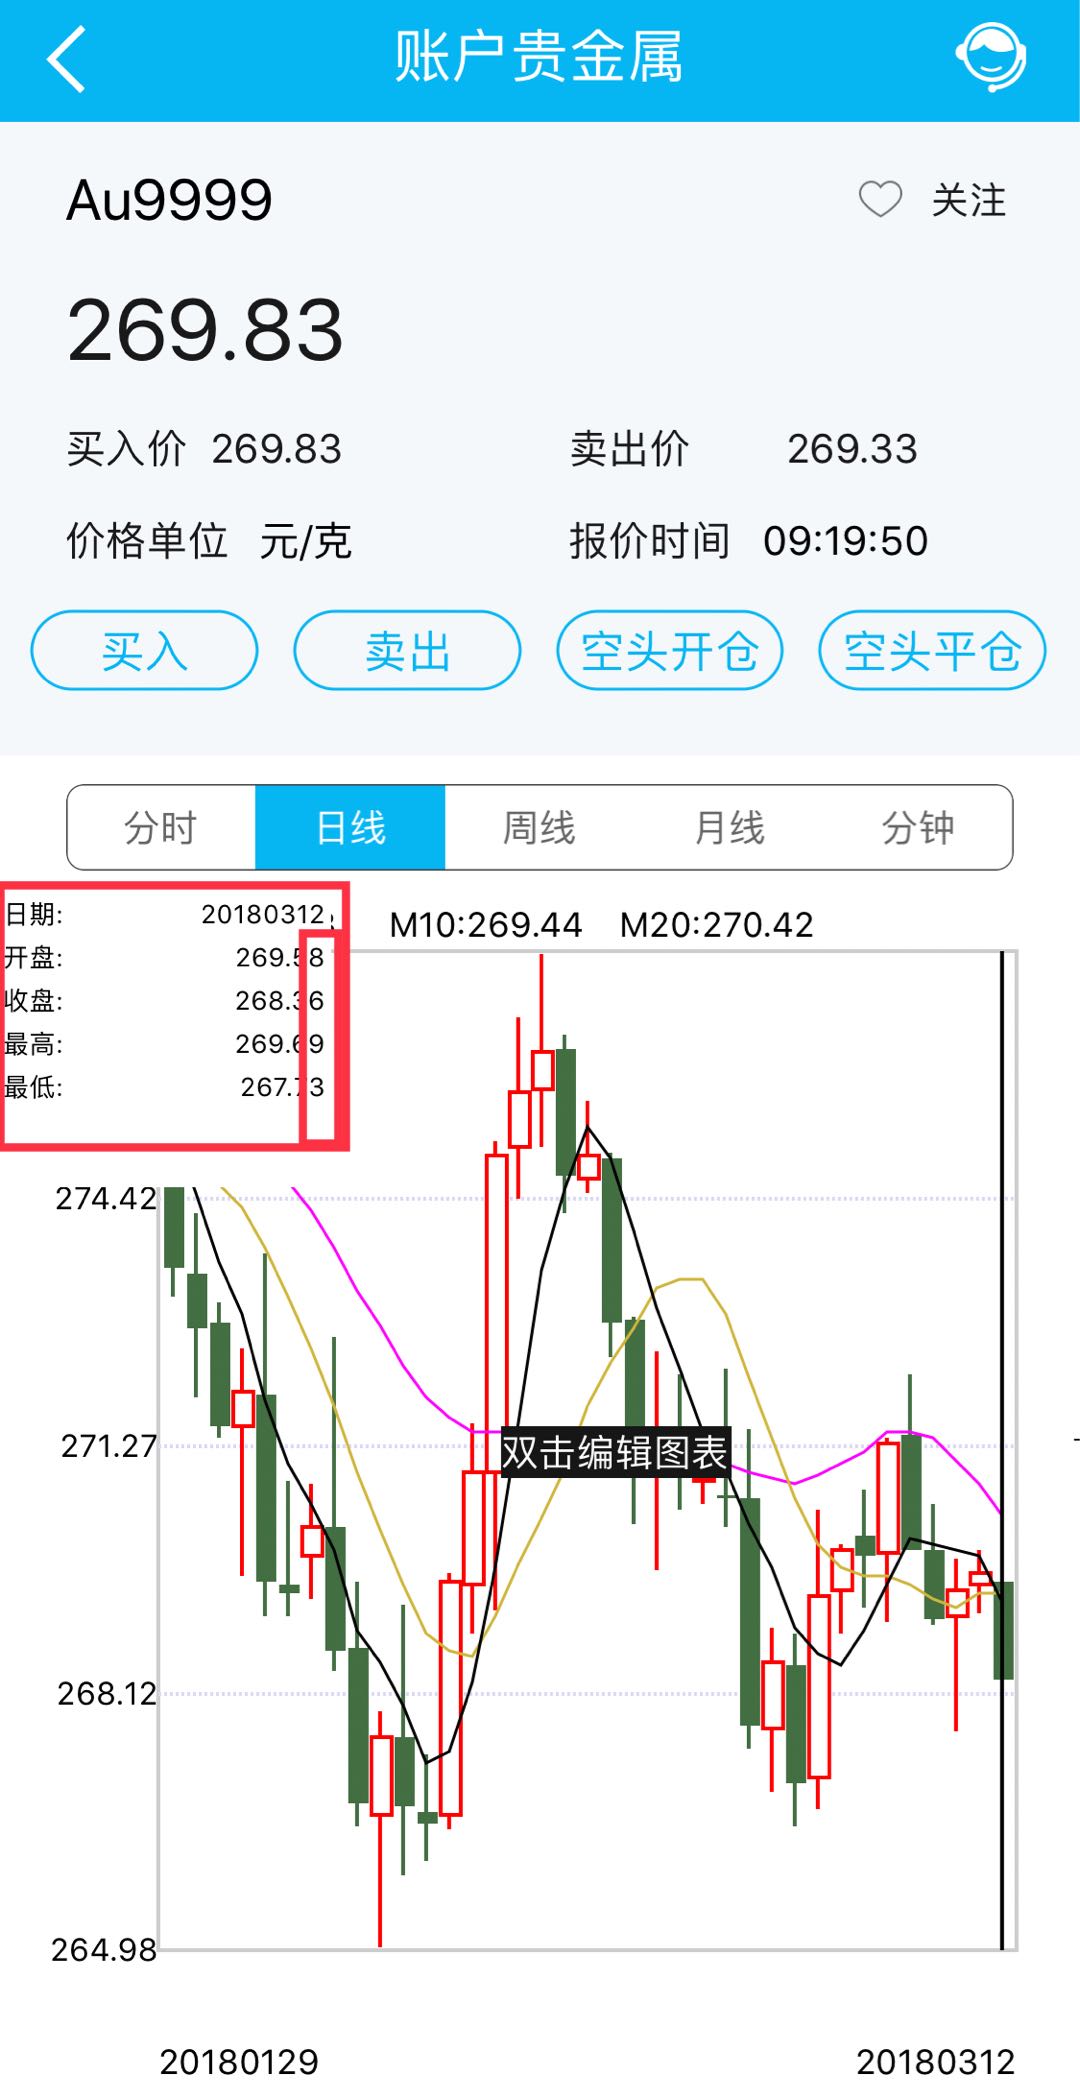 账户贵金属
Au9999 关注
269.83
买入价 269.83 卖出价 269.33
价格单位 元/克 报价时间 09:19:50
买入 卖出 空头开仓 空头平仓
分时 日线 周线 月线 分钟
日期: 20180312 M10:269.44 M20:270.42
开盘: 269.58
收盘: 268.36
最高: 269.69
最低: 267.73
274.42
271.27
双击编辑图表
268.12
264.98
20180129 20180312